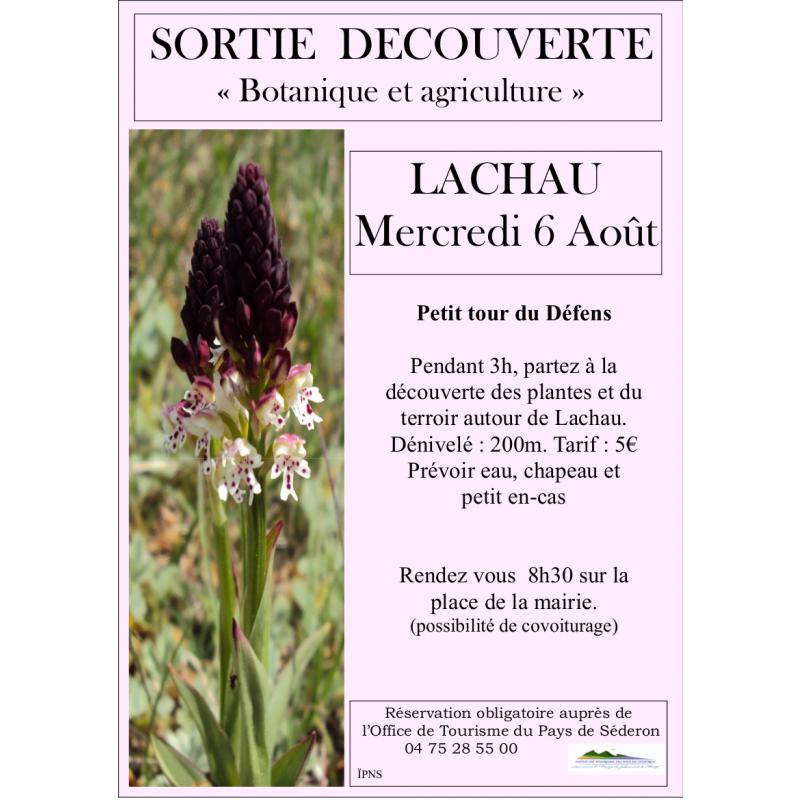 SORTIE DECOUVERTE
« Botanique et agriculture »
LACHAU
Mercredi 6 Août
Petit tour du Défens
Pendant 3h, partez à la
découverte des plantes et du
terroir autour de Lachau.
Dénivelé : 200m. Tarif : 5€
Prévoir eau, chapeau et
petit en-cas
Rendez vous 8h30 sur la
place de la mairie.
(possibilité de covoiturage)
Réservation obligatoire auprès de
l’Office de Tourisme du Pays de Séderon
04 75 28 55 00
ÏPNS